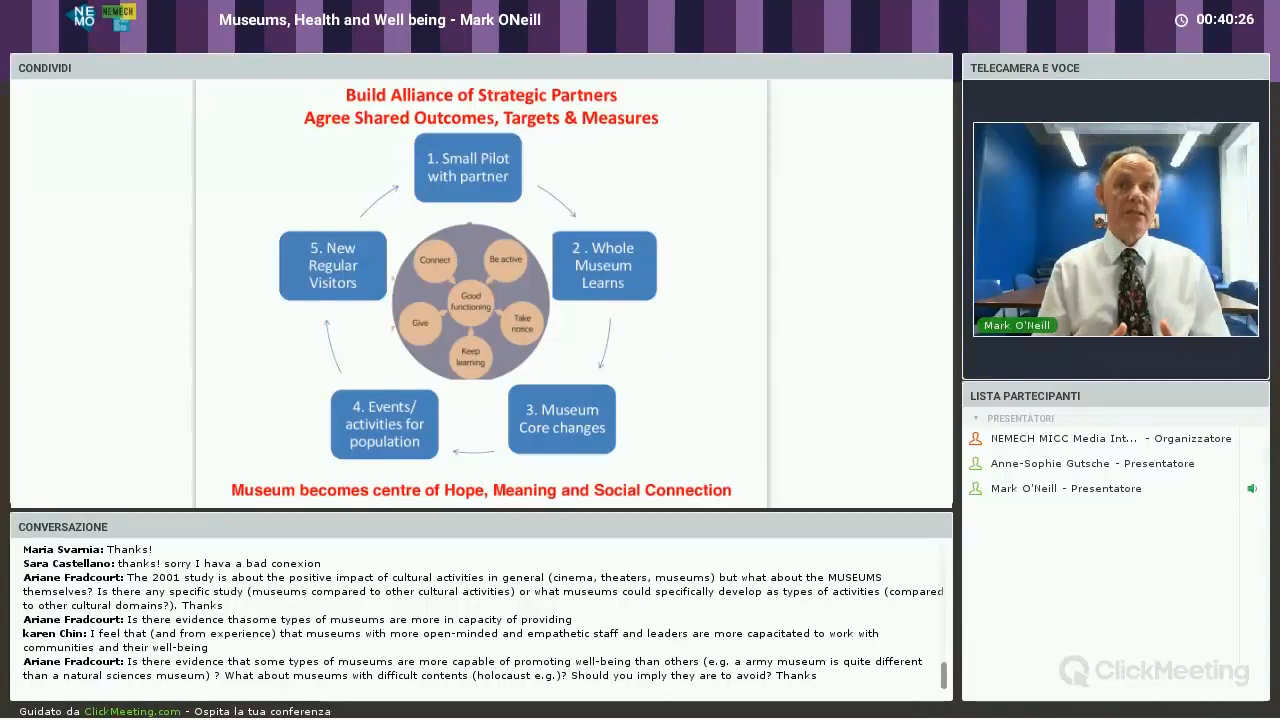 NE
MO
NEMECH
Museums, Health and Well being - Mark ONeill
00:40:26
CONDIVIDI
TELECAMERA E VOCE
Build Alliance of Strategic Partners
Agree Shared Outcomes, Targets & Measures
1. Small Pilot
with partner
5. New
Regular
Visitors
2 . Whole
Museum
Learns
Connect
Be active
Good
functioning
Give
Take
notice
Keep
learning
4. Events/
activities for
population
3. Museum
Core changes
Museum becomes centre of Hope, Meaning and Social Connection
Mark O'Neill
LISTA PARTECIPANTI
PRESENTATORI
NEMECH MICC Media Int... - Organizzatore
Anne-Sophie Gutsche - Presentatore
Mark O'Neill - Presentatore
CONVERSAZIONE
Maria Svarnia: Thanks!
Sara Castellano: thanks! sorry I hava a bad conexion
Ariane Fradcourt: The 2001 study is about the positive impact of cultural activities in general (cinema, theaters, museums) but what about the MUSEUMS
themselves? Is there any specific study (museums compared to other cultural activities) or what museums could specifically develop as types of activities (compared
to other cultural domains?). Thanks
Ariane Fradcourt: Is there evidence thasome types of museums are more in capacity of providing
karen Chin: I feel that (and from experience) that museums with more open-minded and empathetic staff and leaders are more capacitated to work with
communities and their well-being
Ariane Fradcourt: Is there evidence that some types of museums are more capable of promoting well-being than others (e.g. a army museum is quite different
than a natural sciences museum) ? What about museums with difficult contents (holocaust e.g.)? Should you imply they are to avoid? Thanks
ClickMeeting
Guidato da ClickMeeting.com - Ospita la tua conferenza